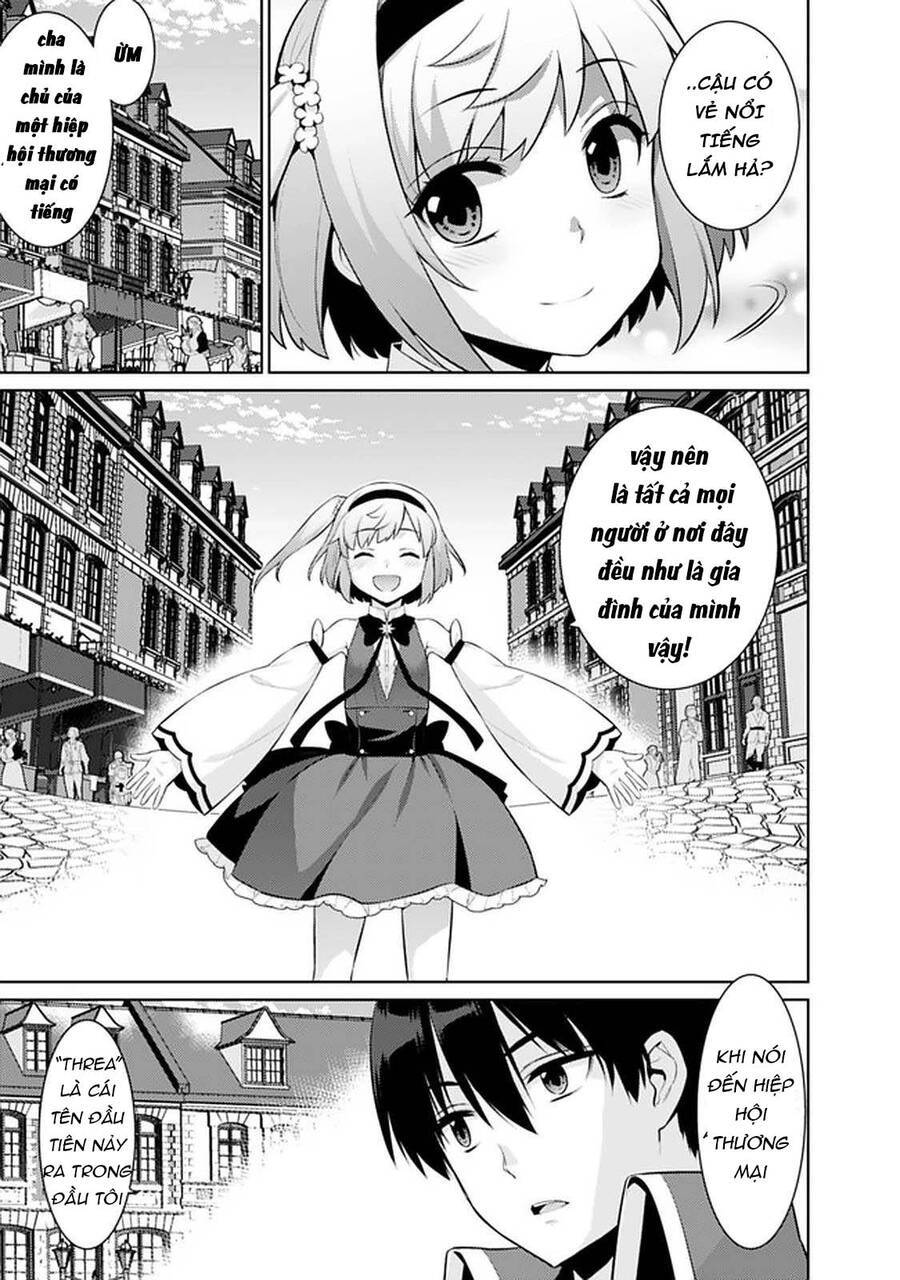 ..CẬU CÓ
VẺ NỔI
TIẾNG
LẮM HẢ?
ỪM
cha
mình là
chủ của
một hiệp
hội thương
mại có
tiếng
vậy nên
là tất cả mọi
người ở nơi đây
đều như là gia
đình của mình
vậy!
KHI NÓI
ĐẾN HIỆP
HỘI
THƯƠNG
MẠI
"THREA"
LÀ CÁI
TÊN ĐẦU
TIÊN NẢY
RA TRONG
ĐẦU TÔI